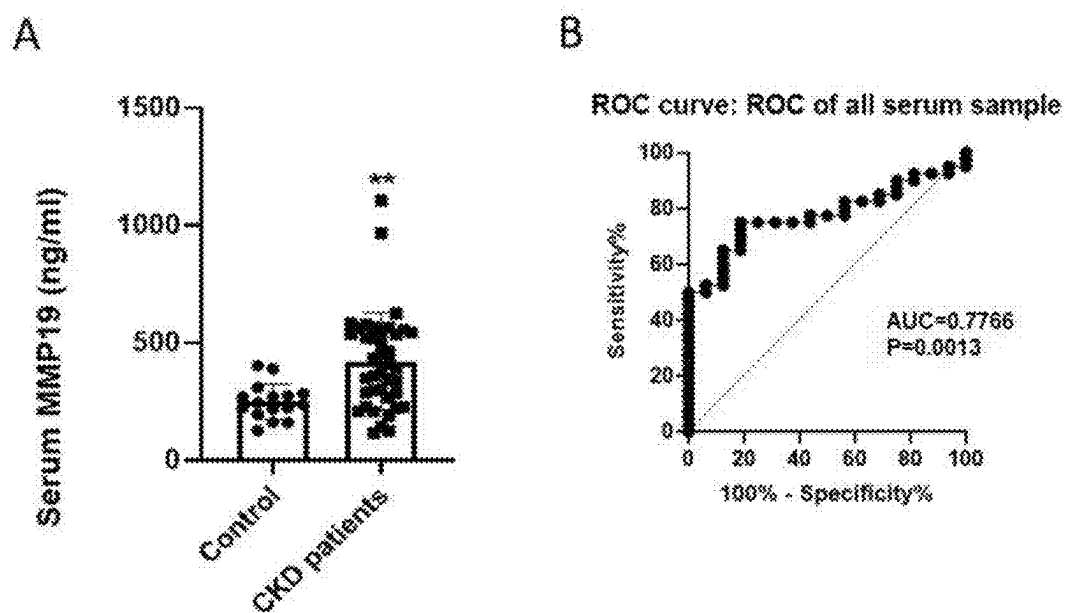 A
1500
1000
500
0
Serum MMP19 (ng/ml)
**
Control
CKD patients
B
ROC curve: ROC of all serum sample
100
80
60
40
20
0
Sensitivity%
AUC=0.7766
P=0.0013
0 20 40 60 80 100
100% - Specificity%